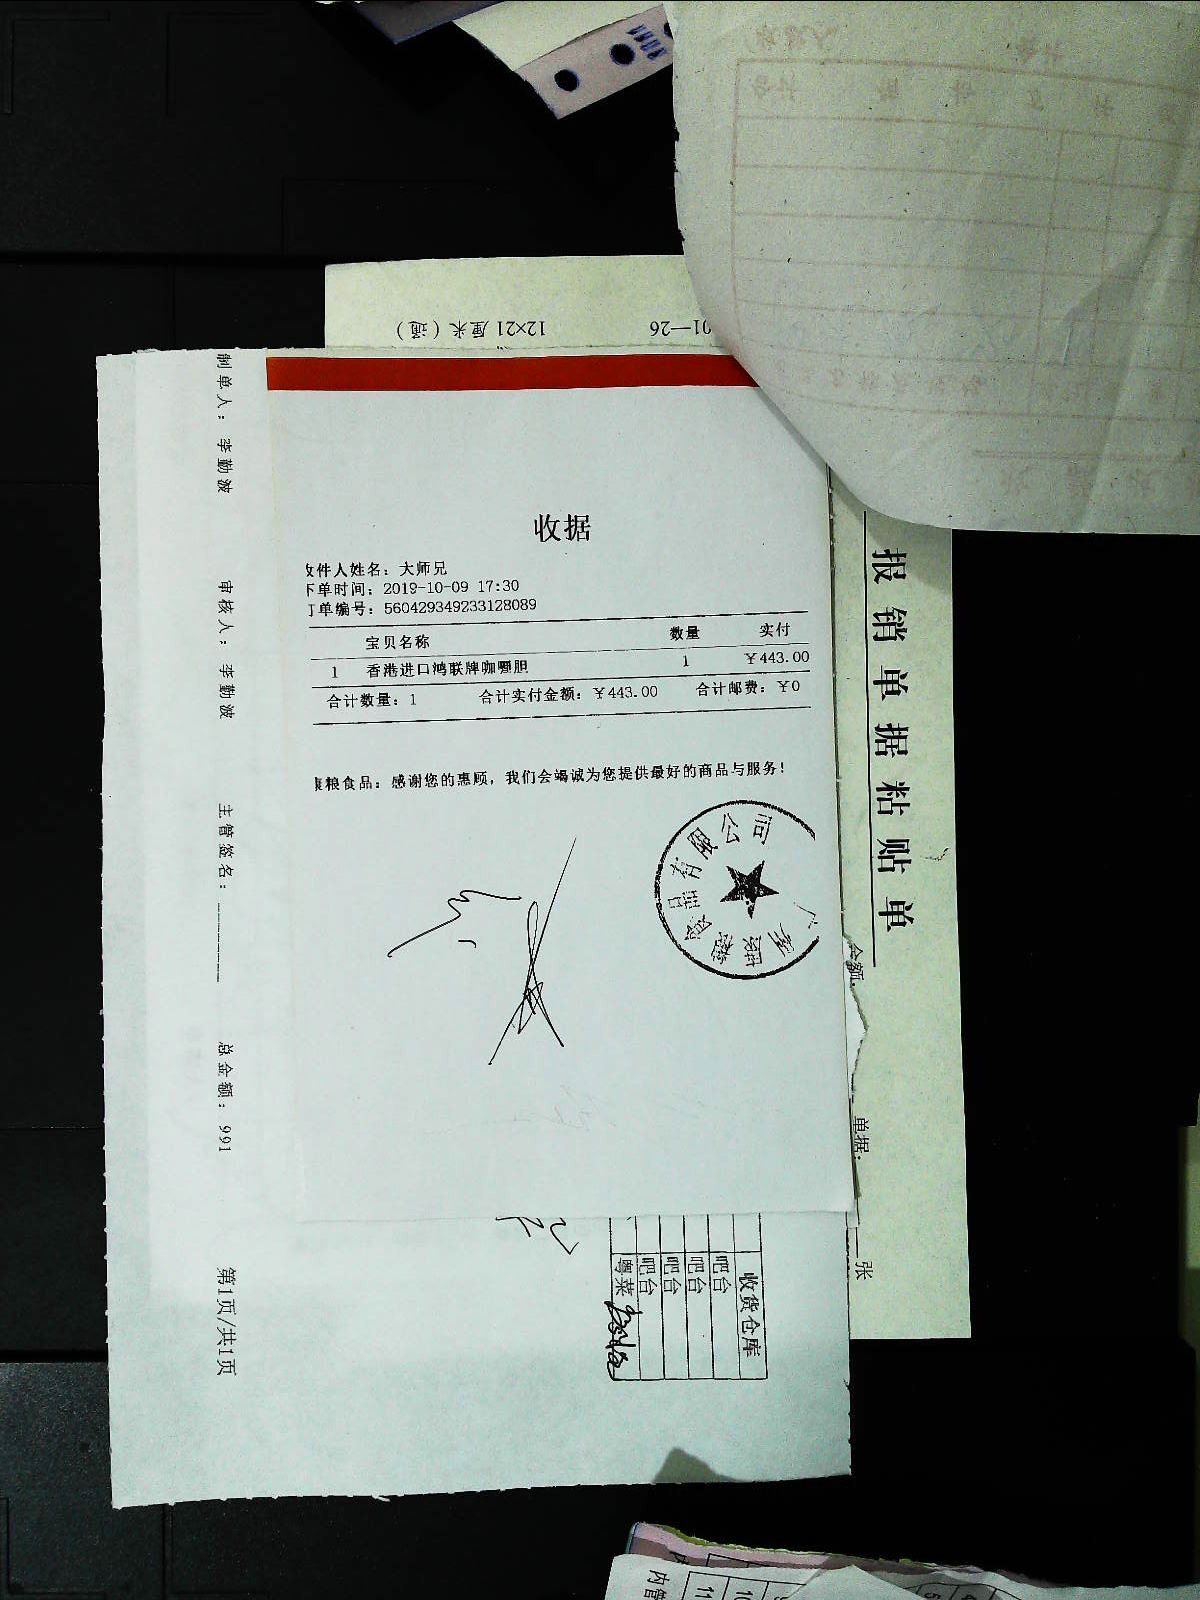 12×21厘米（通）
01—26
收据
收件人姓名：大师兄
下单时间：2019-10-09 17:30
订单编号：560429349233128089
宝贝名称 数量 实付
1 香港进口鸿联牌咖喱胆 1 ￥443.00
合计数量：1 合计实付金额：￥443.00 合计邮费：￥0
粮食品：感谢您的惠顾，我们会竭诚为您提供最好的商品与服务！
有限公司
制单人：李勤波 审核人：李勤波 主管签名：________ 总金额：991 第1页/共1页
报销单据粘贴单
金额
单据： 张
收货仓库
吧台
吧台
吧台
吧台
粤菜